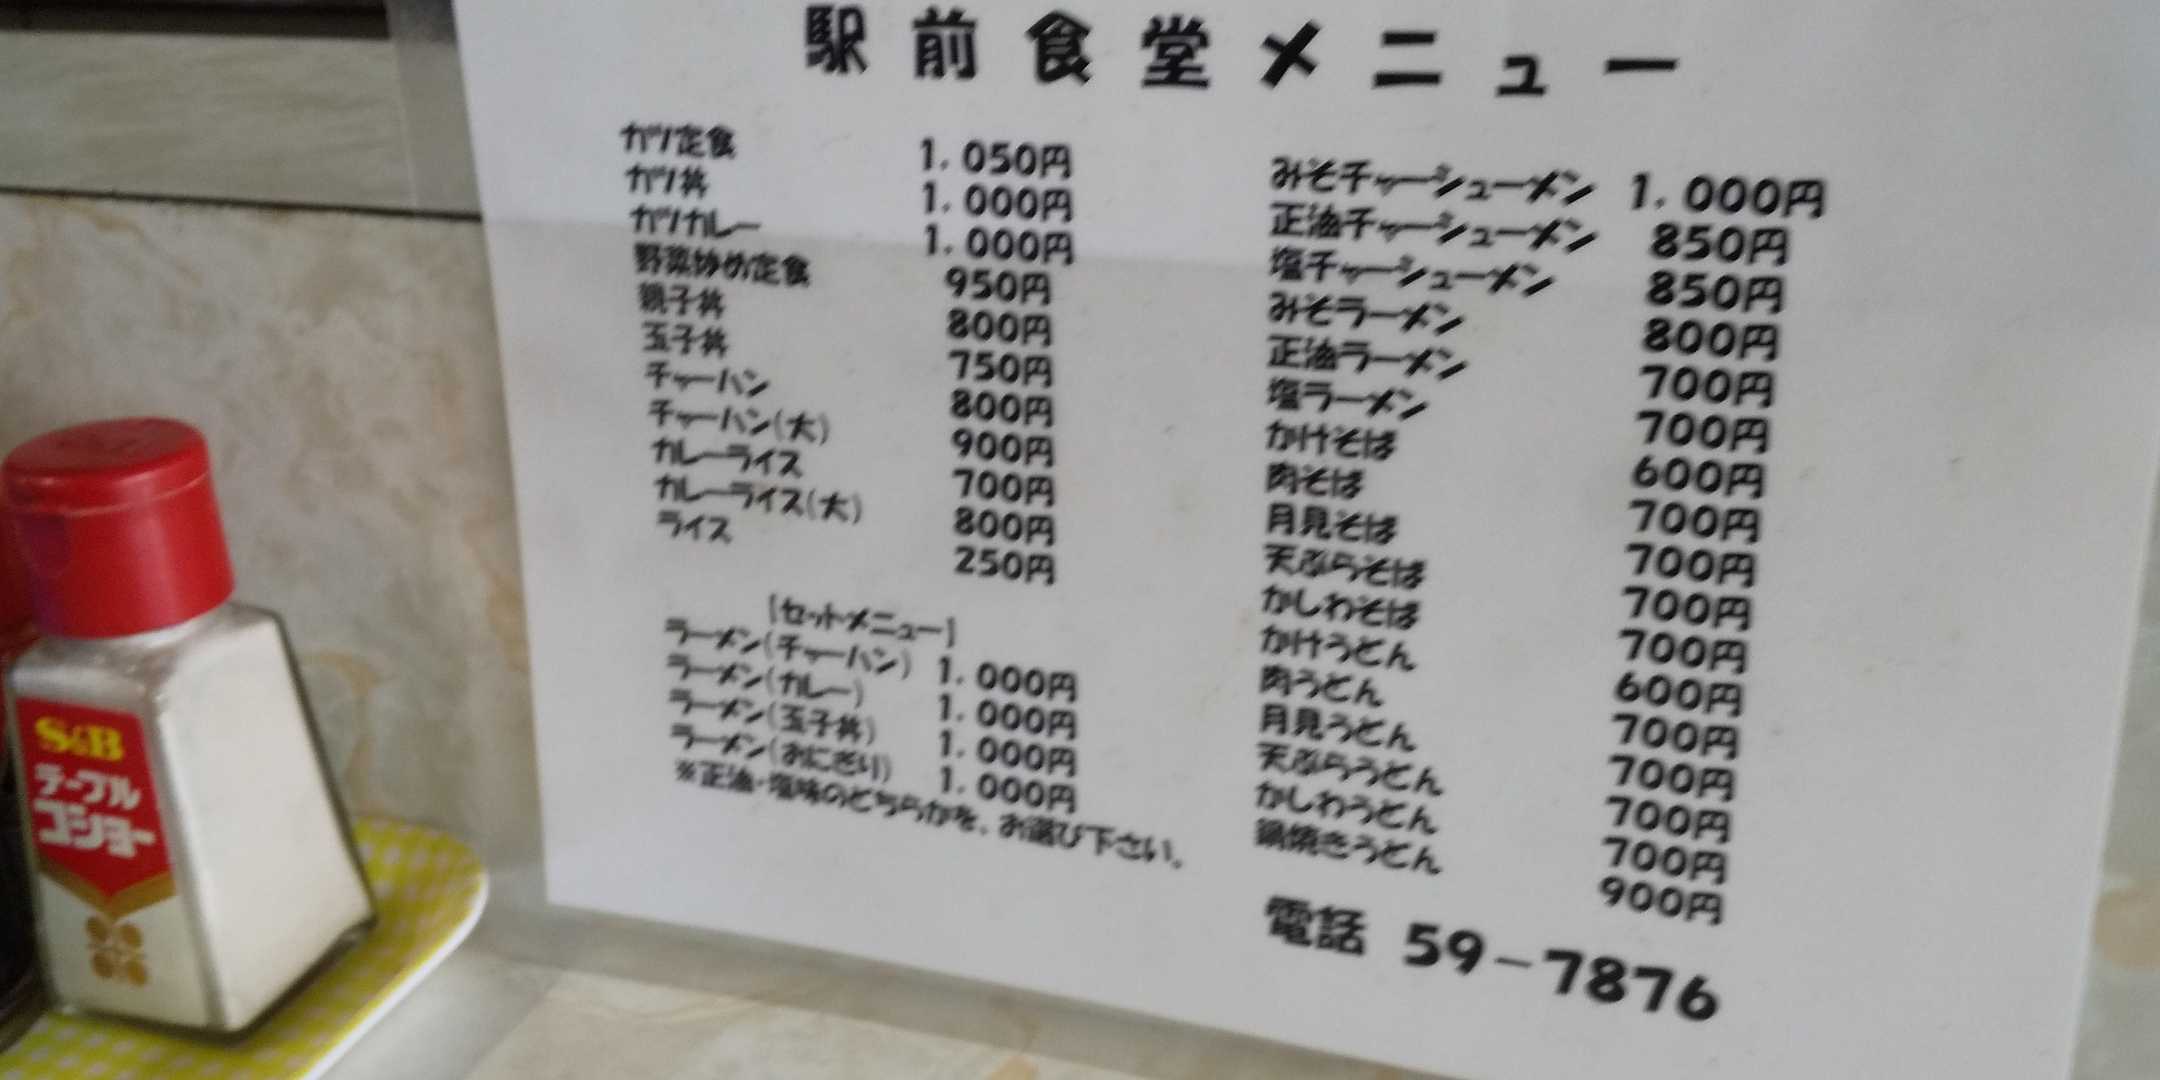 駅前食堂メニュー
カツ定食 1,050円
カツ丼 1,000円
カツカレー 1,000円
野菜炒め定食 950円
親子丼 800円
玉子丼 750円
チャーハン 800円
チャーハン(大) 900円
カレーライス 700円
カレーライス(大) 800円
ライス 250円
[セットメニュー]
ラーメン(チャーハン) 1,000円
ラーメン(カレー) 1,000円
ラーメン(玉子丼) 1,000円
ラーメン(おにぎり) 1,000円
※正油・塩味のどちらかを、お選び下さい。
みそチャーシューメン 1,000円
正油チャーシューメン 850円
塩チャーシューメン 850円
みそラーメン 800円
正油ラーメン 700円
塩ラーメン 700円
かけそば 600円
肉そば 700円
月見そば 700円
天ぷらそば 700円
かしわそば 700円
かけうどん 600円
肉うどん 700円
月見うどん 700円
天ぷらうどん 700円
かしわうどん 700円
鍋焼きうどん 900円
電話 59-7876
S&B
テーブル
コショー